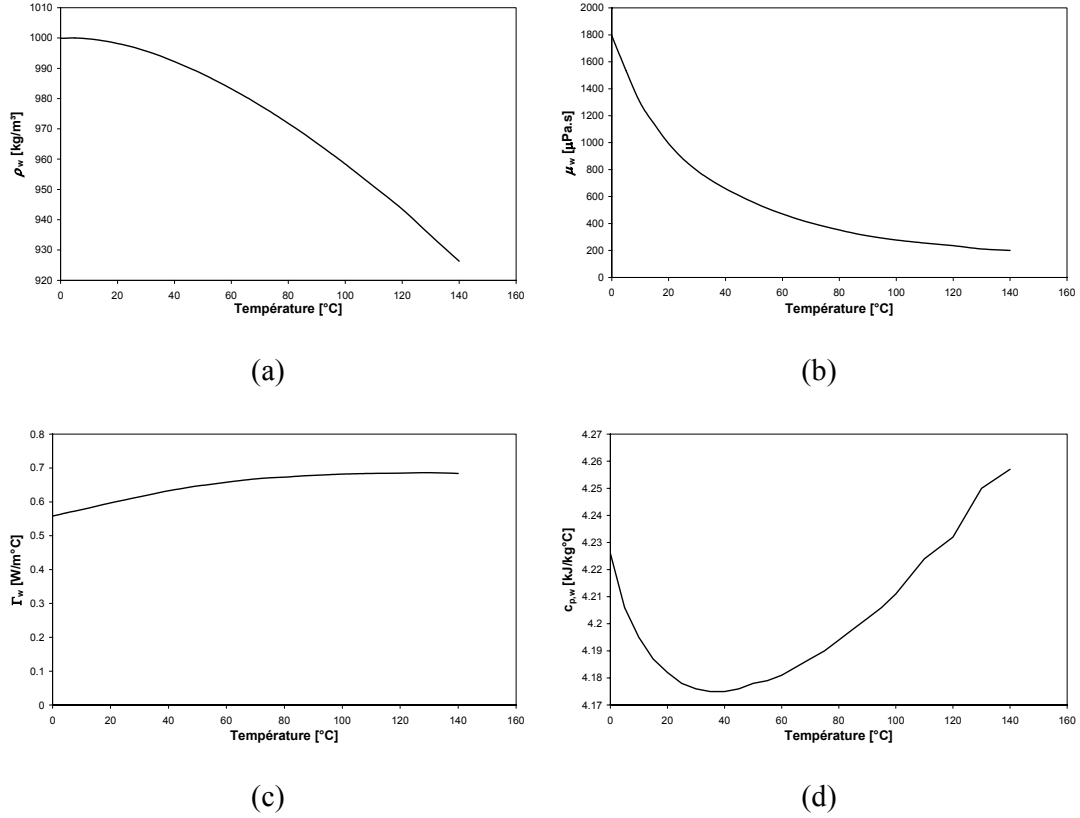 1010
1000
990
980
970
960
950
940
930
920
ρw [kg/m³]
0 20 40 60 80 100 120 140 160
Température [°C]
(a)
2000
1800
1600
1400
1200
1000
800
600
400
200
0
μw [μPa.s]
0 20 40 60 80 100 120 140 160
Température [°C]
(b)
0.8
0.7
0.6
0.5
0.4
0.3
0.2
0.1
0
Γw [W/m°C]
0 20 40 60 80 100 120 140 160
Température [°C]
(c)
4.27
4.26
4.25
4.24
4.23
4.22
4.21
4.2
4.19
4.18
4.17
cp,w [kJ/kg°C]
0 20 40 60 80 100 120 140 160
Température [°C]
(d)